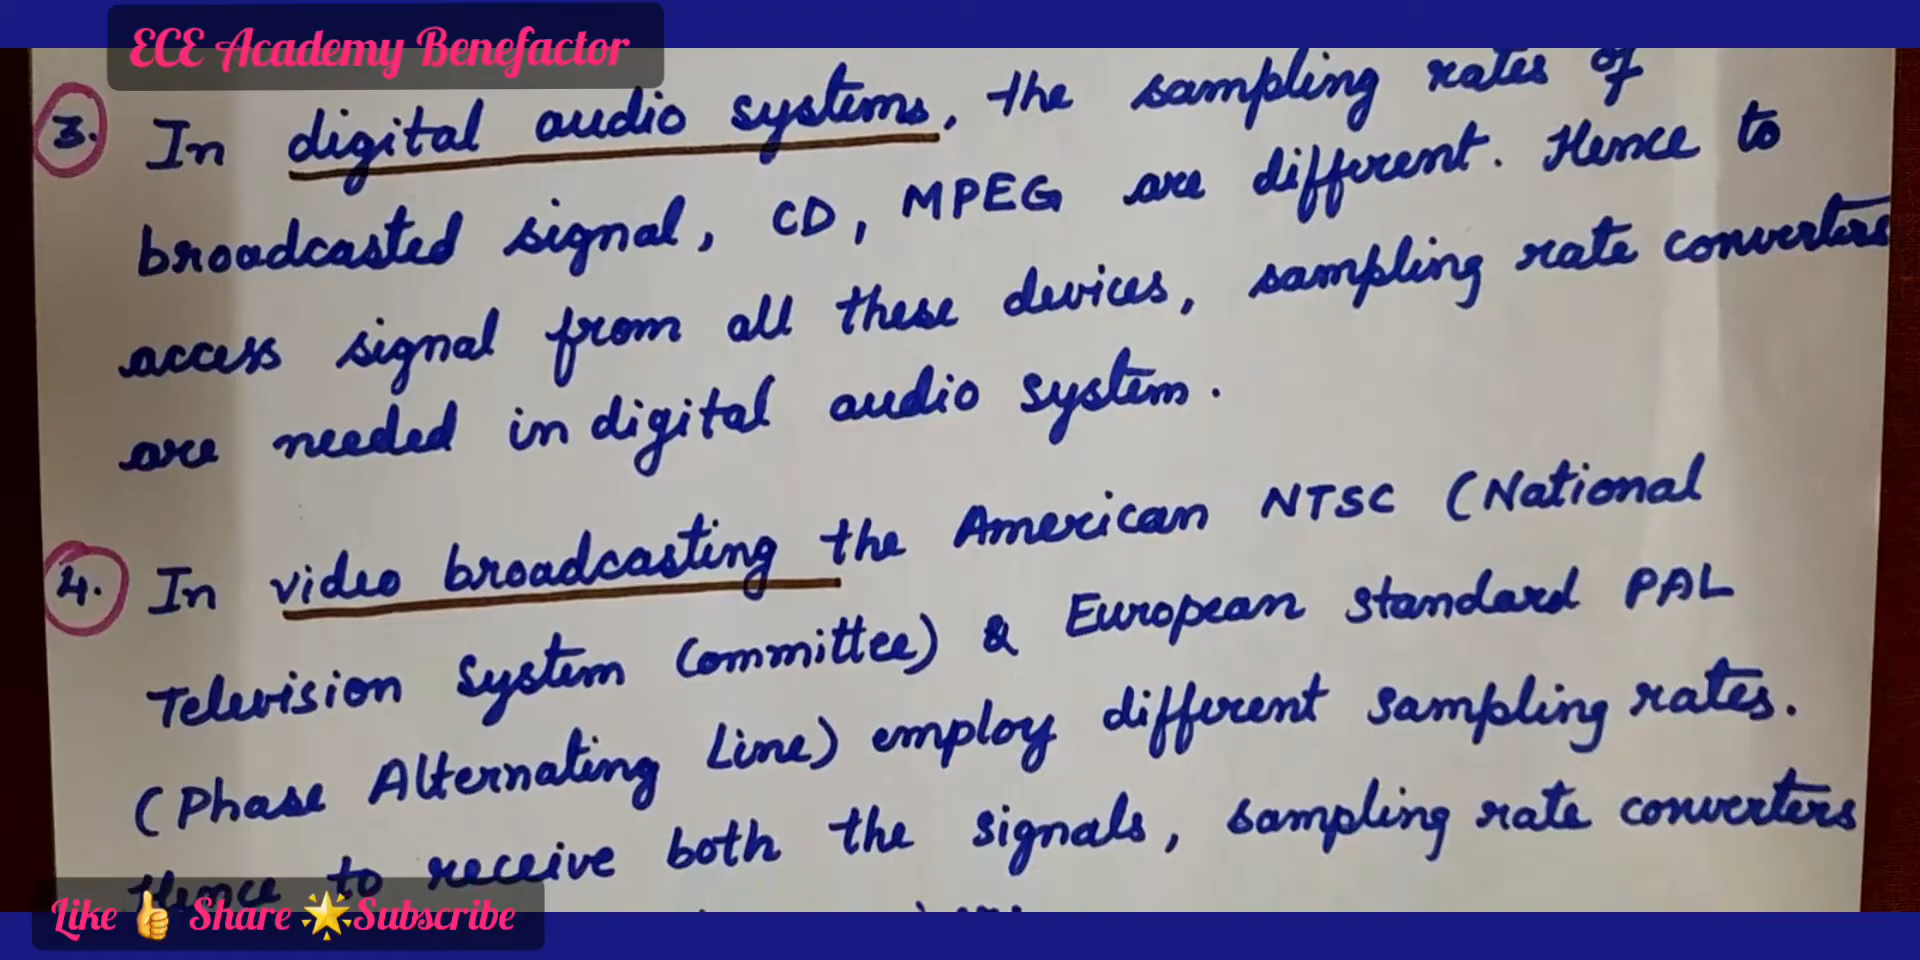 ECE Academy Benefactor
3. In digital audio systems, the sampling rates of
broadcasted signal, CD, MPEG are different. Hence to
access signal from all these devices, sampling rate converters
are needed in digital audio system.
4. In video broadcasting the American NTSC (National
Television System Committee) & European standard PAL
(Phase Alternating Line) employ different sampling rates.
Hence to receive both the signals, sampling rate converters
Like 👍 Share 🌟 Subscribe